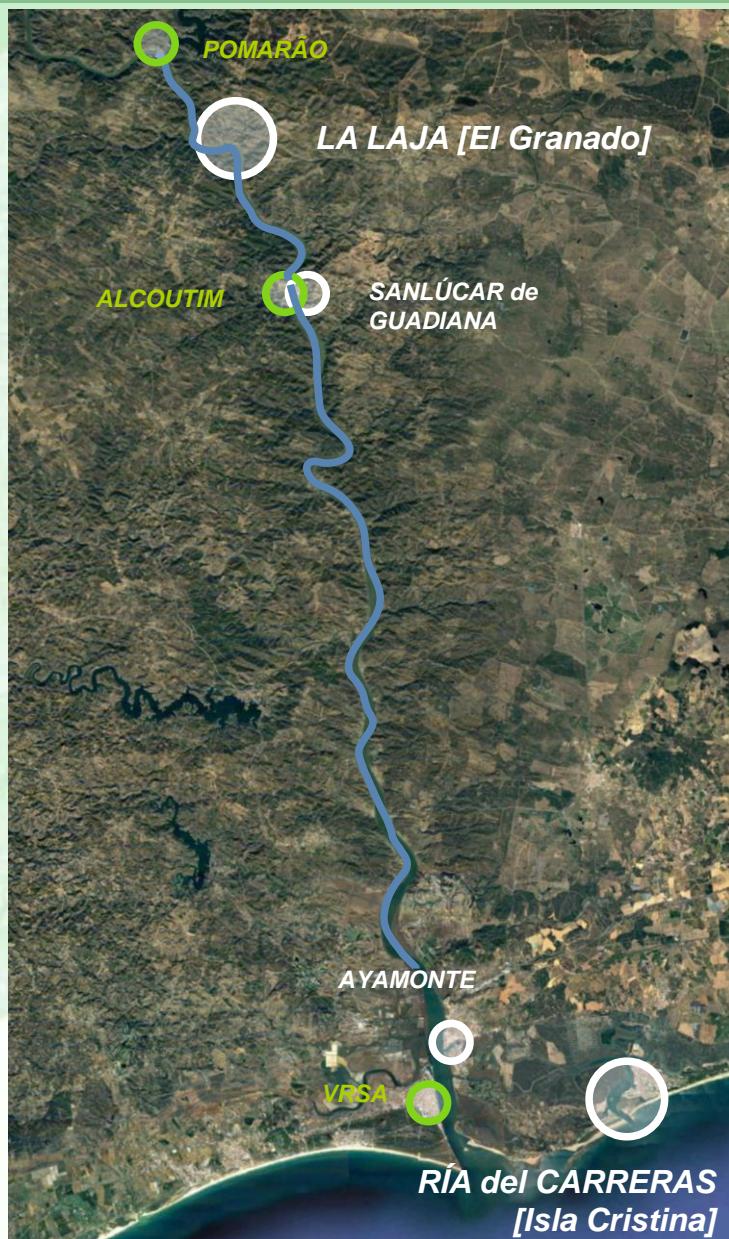 POMARÃO
LA LAJA [El Granado]
ALCOUTIM
SANLÚCAR de
GUADIANA
AYAMONTE
VRSA
RÍA del CARRERAS
[Isla Cristina]